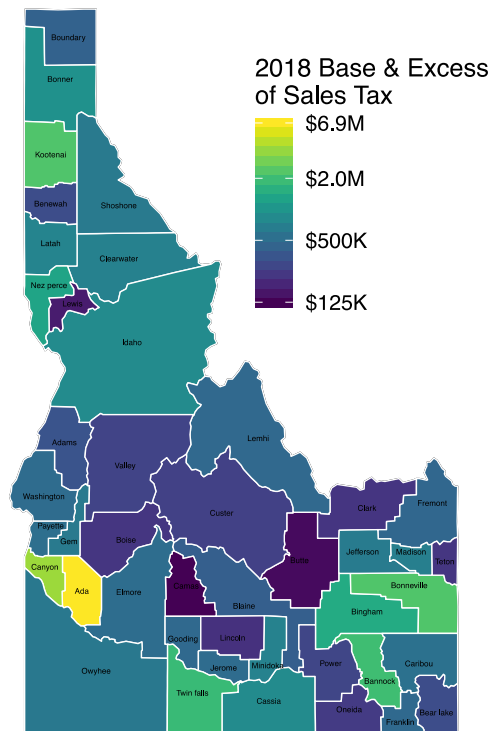 2018 Base & Excess
of Sales Tax
$6.9M
$2.0M
$500K
$125K
Boundary
Bonner
Kootenai
Benewah
Shoshone
Latah
Clearwater
Nez perce
Lewis
Idaho
Adams
Lemhi
Valley
Washington
Custer
Clark
Fremont
Payette
Gem
Boise
Butte
Jefferson
Madison
Teton
Canyon
Ada
Elmore
Camas
Blaine
Bonneville
Bingham
Gooding
Lincoln
Jerome
Minidoka
Power
Caribou
Owyhee
Twin falls
Cassia
Bannock
Oneida
Franklin
Bear lake